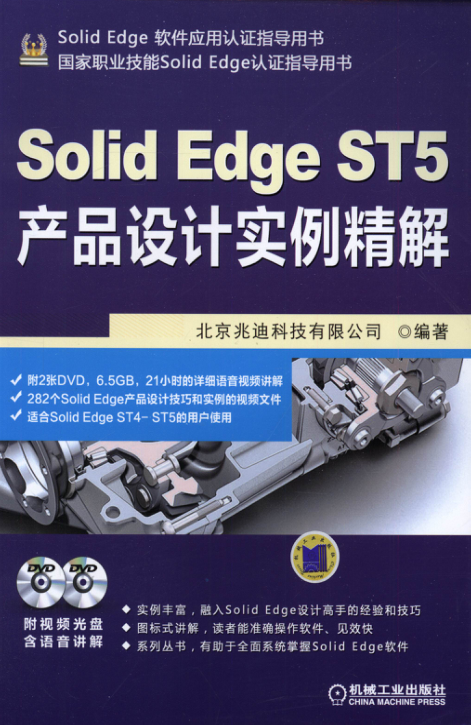 Solid Edge 软件应用认证指导用书
国家职业技能Solid Edge认证指导用书
Solid Edge ST5
产品设计实例精解
北京兆迪科技有限公司 ◎编著
✓ 附2张DVD，6.5GB，21小时的详细语音视频讲解
✓ 282个Solid Edge产品设计技巧和实例的视频文件
✓ 适合Solid Edge ST4- ST5的用户使用
DVD DVD
附视频光盘
含语音讲解
◆ 实例丰富，融入Solid Edge设计高手的经验和技巧
◆ 图标式讲解，读者能准确操作软件、见效快
◆ 系列丛书，有助于全面系统掌握Solid Edge软件
机械工业出版社
CHINA MACHINE PRESS